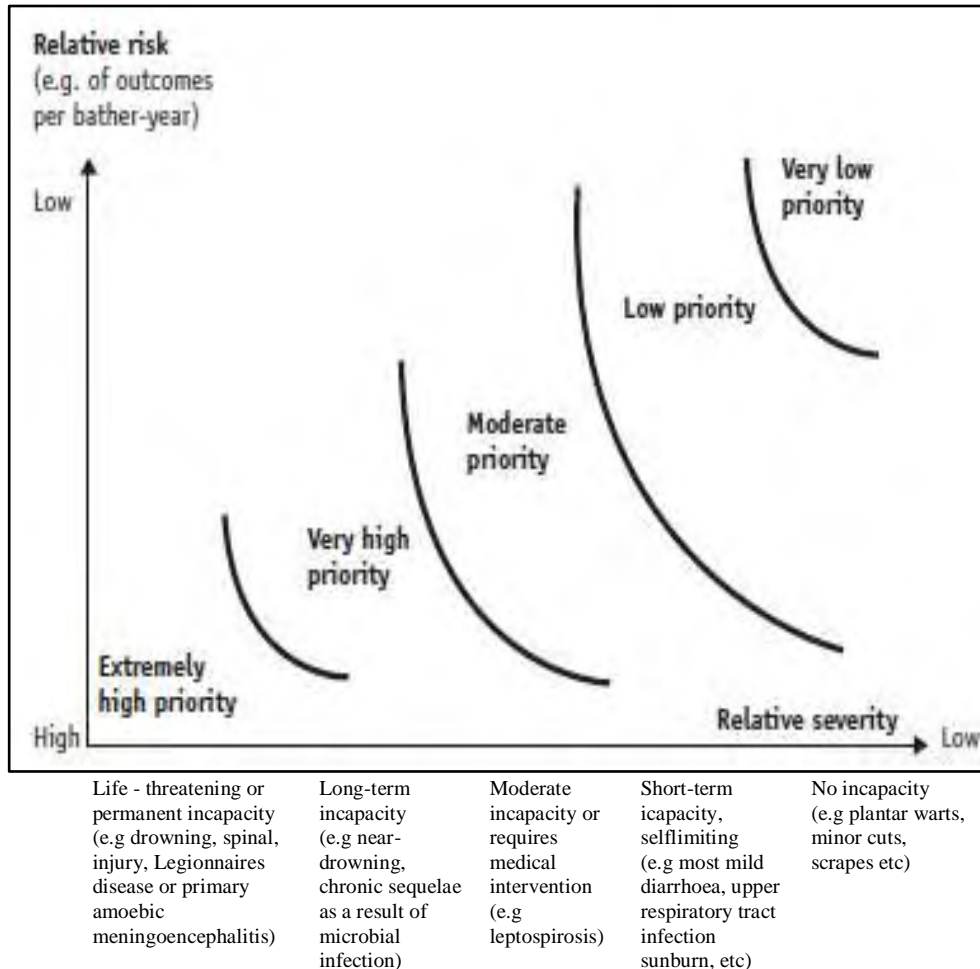 Relative risk
(e.g. of outcomes
per bather-year)
Low
Very low
priority
Low priority
Moderate
priority
Very high
priority
Extremely
high priority
Relative severity
High
Low
Life - threatening or
permanent incapacity
(e.g drowning, spinal,
injury, Legionnaires
disease or primary
amoebic
meningoencephalitis)
Long-term
incapacity
(e.g near-
drowning,
chronic sequelae
as a result of
microbial
infection)
Moderate
incapacity or
requires
medical
intervention
(e.g
leptospirosis)
Short-term
icapacity,
selflimiting
(e.g most mild
diarrhoea, upper
respiratory tract
infection
sunburn, etc)
No incapacity
(e.g plantar warts,
minor cuts,
scrapes etc)